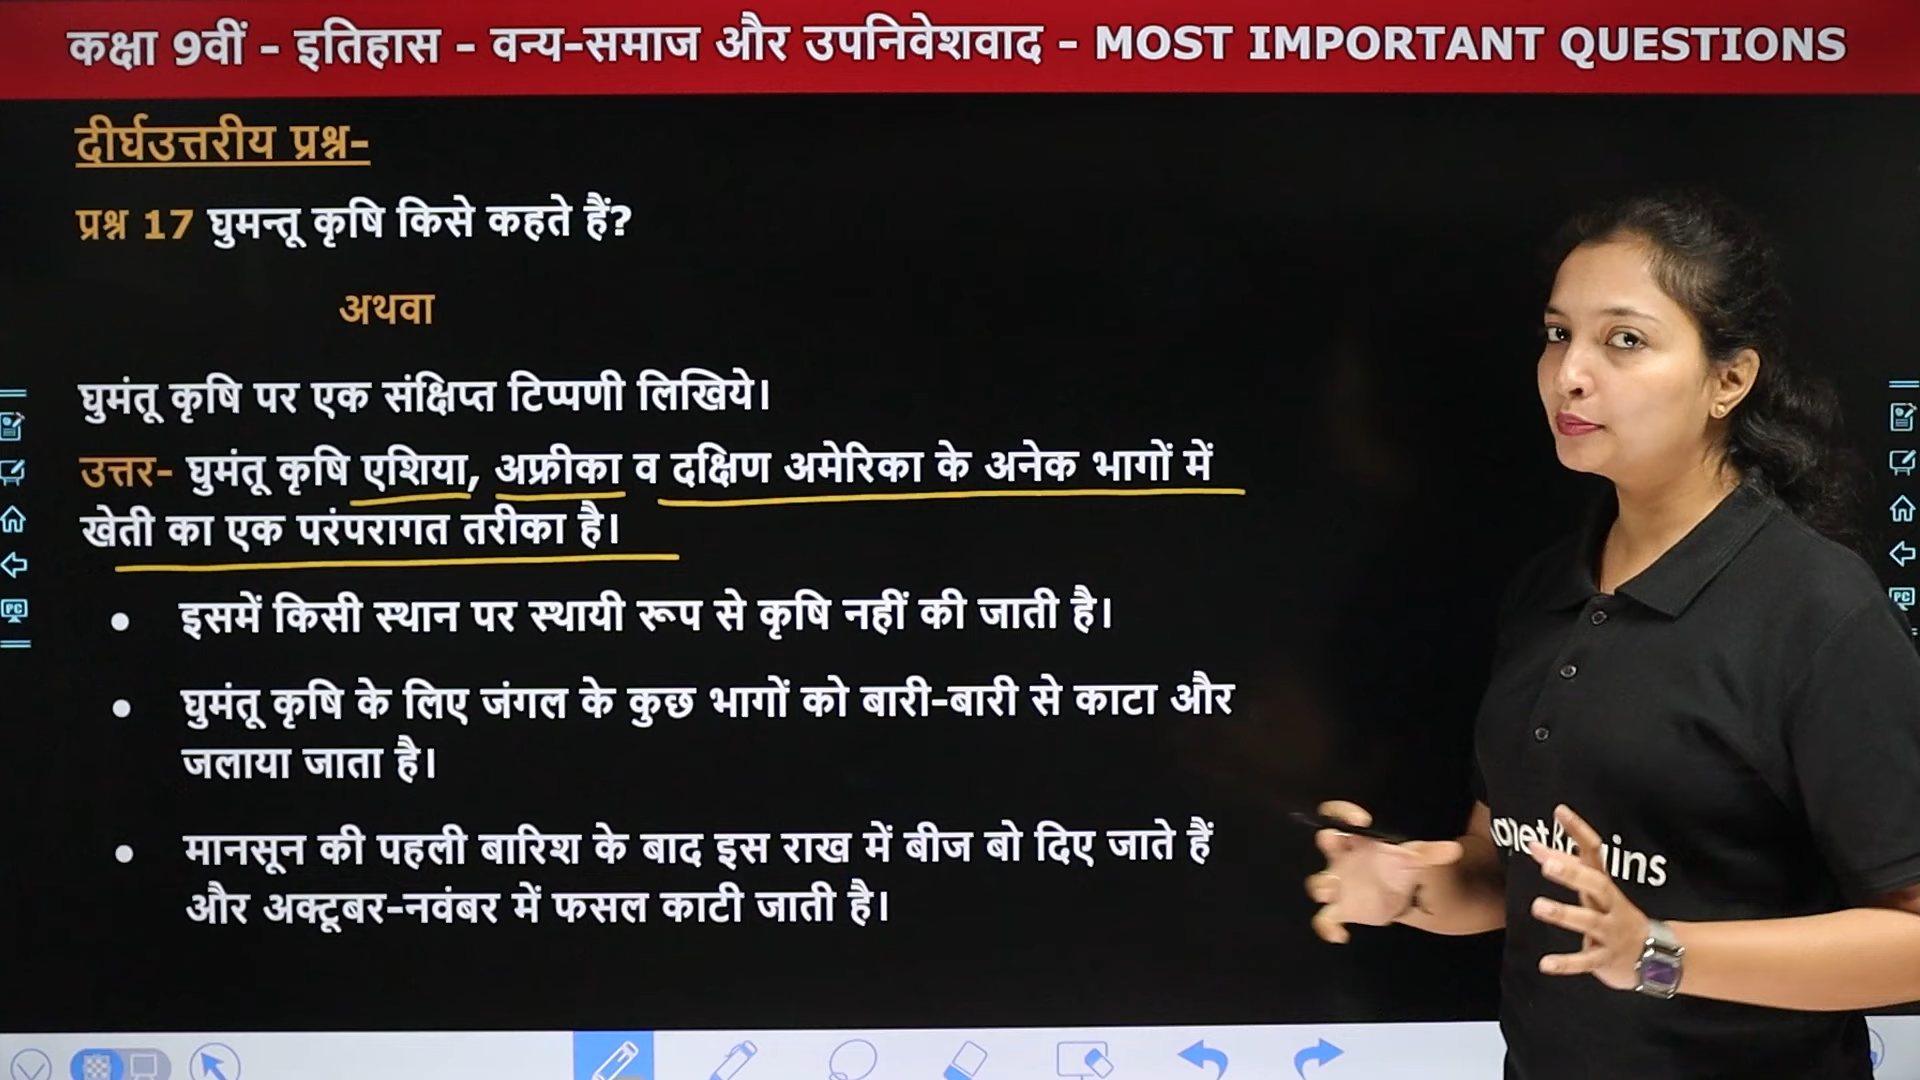 कक्षा 9वीं - इतिहास - वन्य-समाज और उपनिवेशवाद - MOST IMPORTANT QUESTIONS
दीर्घउत्तरीय प्रश्न-
प्रश्न 17 घुमन्तू कृषि किसे कहते हैं?
अथवा
घुमंतू कृषि पर एक संक्षिप्त टिप्पणी लिखिये।
उत्तर- घुमंतू कृषि एशिया, अफ्रीका व दक्षिण अमेरिका के अनेक भागों में
खेती का एक परंपरागत तरीका है।
• इसमें किसी स्थान पर स्थायी रूप से कृषि नहीं की जाती है।
• घुमंतू कृषि के लिए जंगल के कुछ भागों को बारी-बारी से काटा और
जलाया जाता है।
• मानसून की पहली बारिश के बाद इस राख में बीज बो दिए जाते हैं
और अक्टूबर-नवंबर में फसल काटी जाती है।
PC
PC